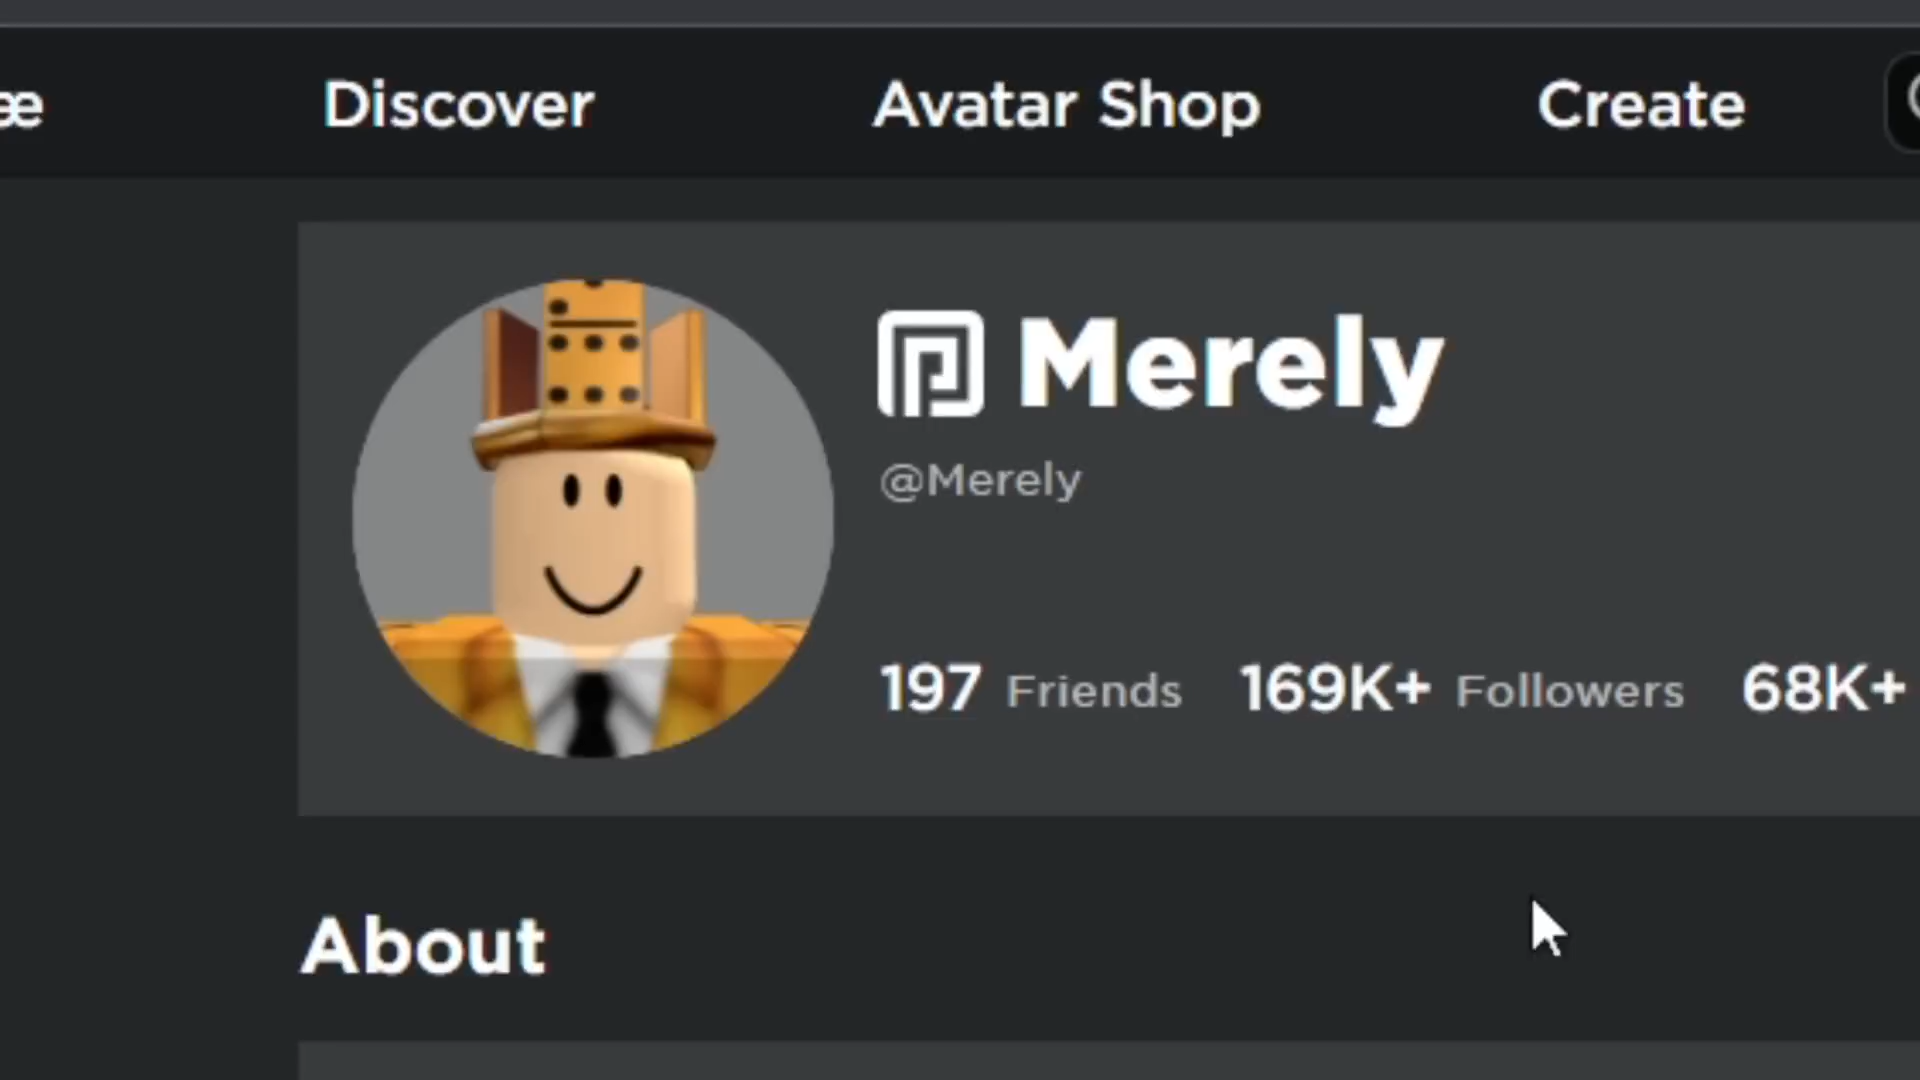 Discover Avatar Shop Create
Merely
@Merely
197 Friends 169K+ Followers 68K+
About